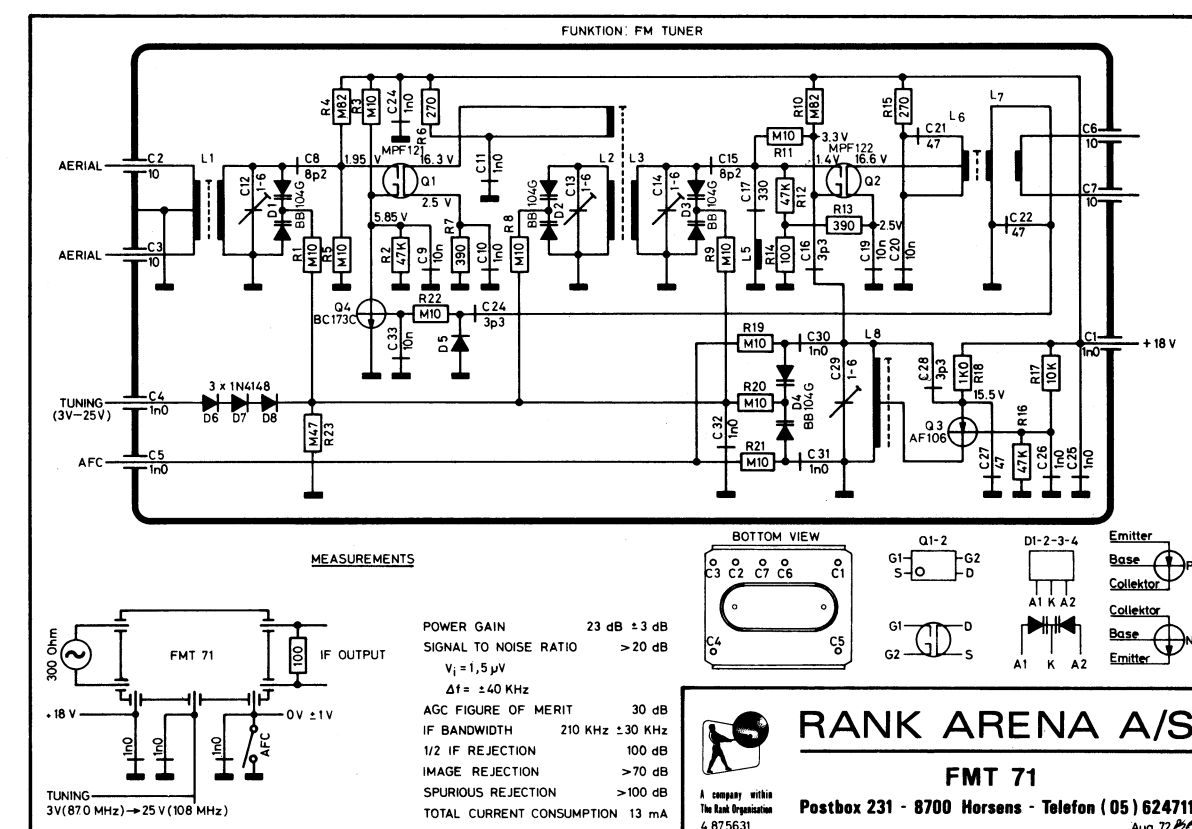 FUNKTION: FM TUNER
AERIAL
C2
10
L1
C12
1-6
D1
BB104G
C8
8p2
R4
M82
R3
M10
C24
1n0
R6
270
1.95 V
MPF121
16.3 V
Q1
2.5 V
C11
1n0
L2
L3
C13
1-6
D2
BB104G
C14
1-6
D3
BB104G
C15
8p2
R10
M82
M10
R11
3.3 V
MPF122
1.4V
16.6 V
Q2
R15
270
C21
47
L6
L7
C6
10
C7
10
AERIAL
C3
10
R1
M10
R5
M10
5.85 V
R2
47K
C9
10n
R7
390
C10
1n0
R8
M10
R9
M10
C17
330
L5
47K
R12
R13
390
2.5V
R14
100
C16
3p3
C19
10n
C20
10n
C22
47
Q4
BC173C
R22
M10
C24
3p3
C33
10n
D5
R19
M10
C30
1n0
L8
C29
1-6
C28
3p3
1K0
R18
15.5 V
R17
10K
C1
1n0
+ 18 V
TUNING
(3V-25V)
C4
1n0
3 x 1N4148
D6
D7
D8
M47
R23
R20
M10
D4
BB104G
C32
1n0
Q3
AF106
R16
47K
C27
47
C26
1n0
C25
1n0
AFC
C5
1n0
R21
M10
C31
1n0
MEASUREMENTS
300 Ohm
FMT 71
100
IF OUTPUT
+18 V
1n0
1n0
1n0
0V ±1V
AFC
TUNING
3V(87.0 MHz)→25 V(108 MHz)
POWER GAIN 23 dB ±3 dB
SIGNAL TO NOISE RATIO >20 dB
Vi = 1,5 µV
Δf = ±40 KHz
AGC FIGURE OF MERIT 30 dB
IF BANDWIDTH 210 KHz ±30 KHz
1/2 IF REJECTION 100 dB
IMAGE REJECTION >70 dB
SPURIOUS REJECTION >100 dB
TOTAL CURRENT CONSUMPTION 13 mA
BOTTOM VIEW
C3 C2 C7 C6 C1
C4
C5
Q1-2
G1
G2
S
D
G1
D
G2
S
D1-2-3-4
A1 K A2
A1 K A2
Emitter
Base
Collektor
P
Collektor
Base
Emitter
N
A company within
The Rank Organisation
4 875631
RANK ARENA A/S
FMT 71
Postbox 231 - 8700 Horsens - Telefon (05) 624711
Aug. 72